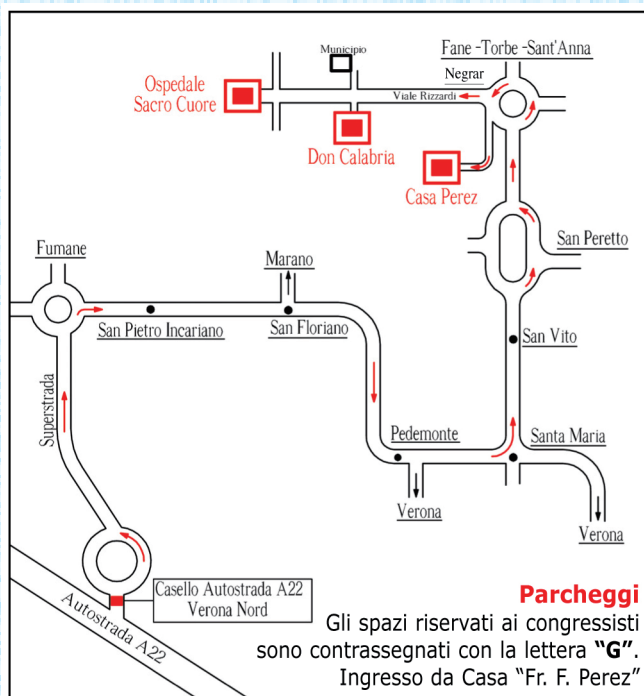 Municipio
Fane -Torbe -Sant'Anna
Negrar
Ospedale
Sacro Cuore
Viale Rizzardi
Don Calabria
Casa Perez
Fumane
Marano
San Peretto
San Pietro Incariano
San Floriano
San Vito
Superstrada
Pedemonte
Santa Maria
Verona
Verona
Casello Autostrada A22
Verona Nord
Autostrada A22
Parcheggi
Gli spazi riservati ai congressisti
sono contrassegnati con la lettera "G".
Ingresso da Casa "Fr. F. Perez"